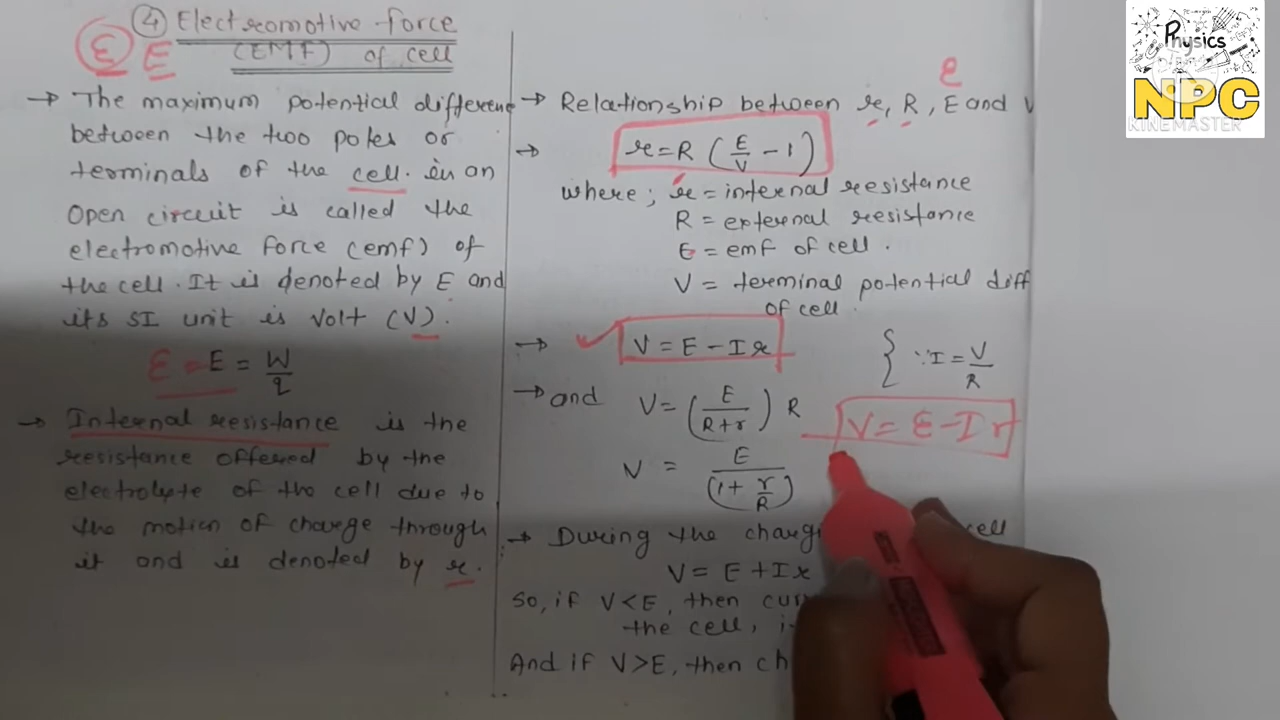 ④ Electromotive force
(EMF) of cell
ε E
→ The maximum potential difference
between the two poles or
terminals of the cell. in an
Open circuit is called the
electromotive force (emf) of
the cell. It is denoted by E and
its SI unit is volt (V).
ε = E = W/q
→ Internal resistance is the
resistance offered by the
electrolyte of the cell due to
the motion of charge through
it and is denoted by r.
ε
→ Relationship between r, R, E and V
→ r = R (E/V - 1)
where; r = internal resistance
R = external resistance
E = emf of cell.
V = terminal potential diff
of cell.
→ V = E - Ir { ∵ I = V/R
→ and V = (E/(R+r)) R
V = ε - Ir
V = E/(1 + r/R)
→ During the cell
V = E + Ir
So, if V < E, then
the cell,
And if V > E, then
Physics
NPC
KINEMASTER